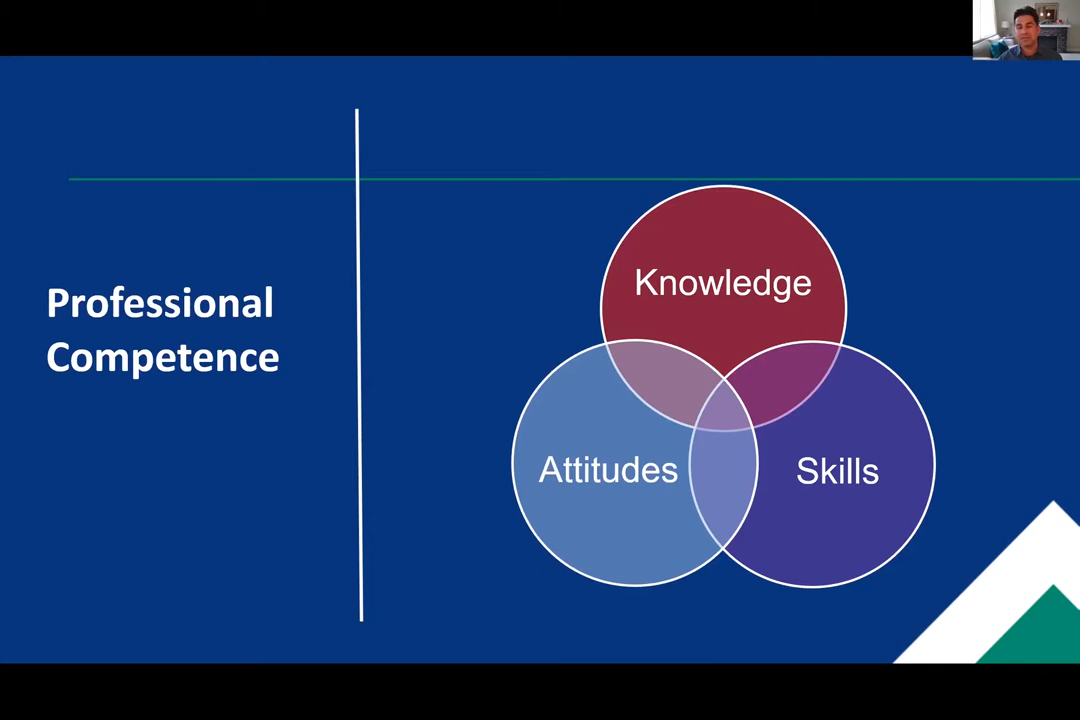 Professional
Competence
Knowledge
Attitudes
Skills